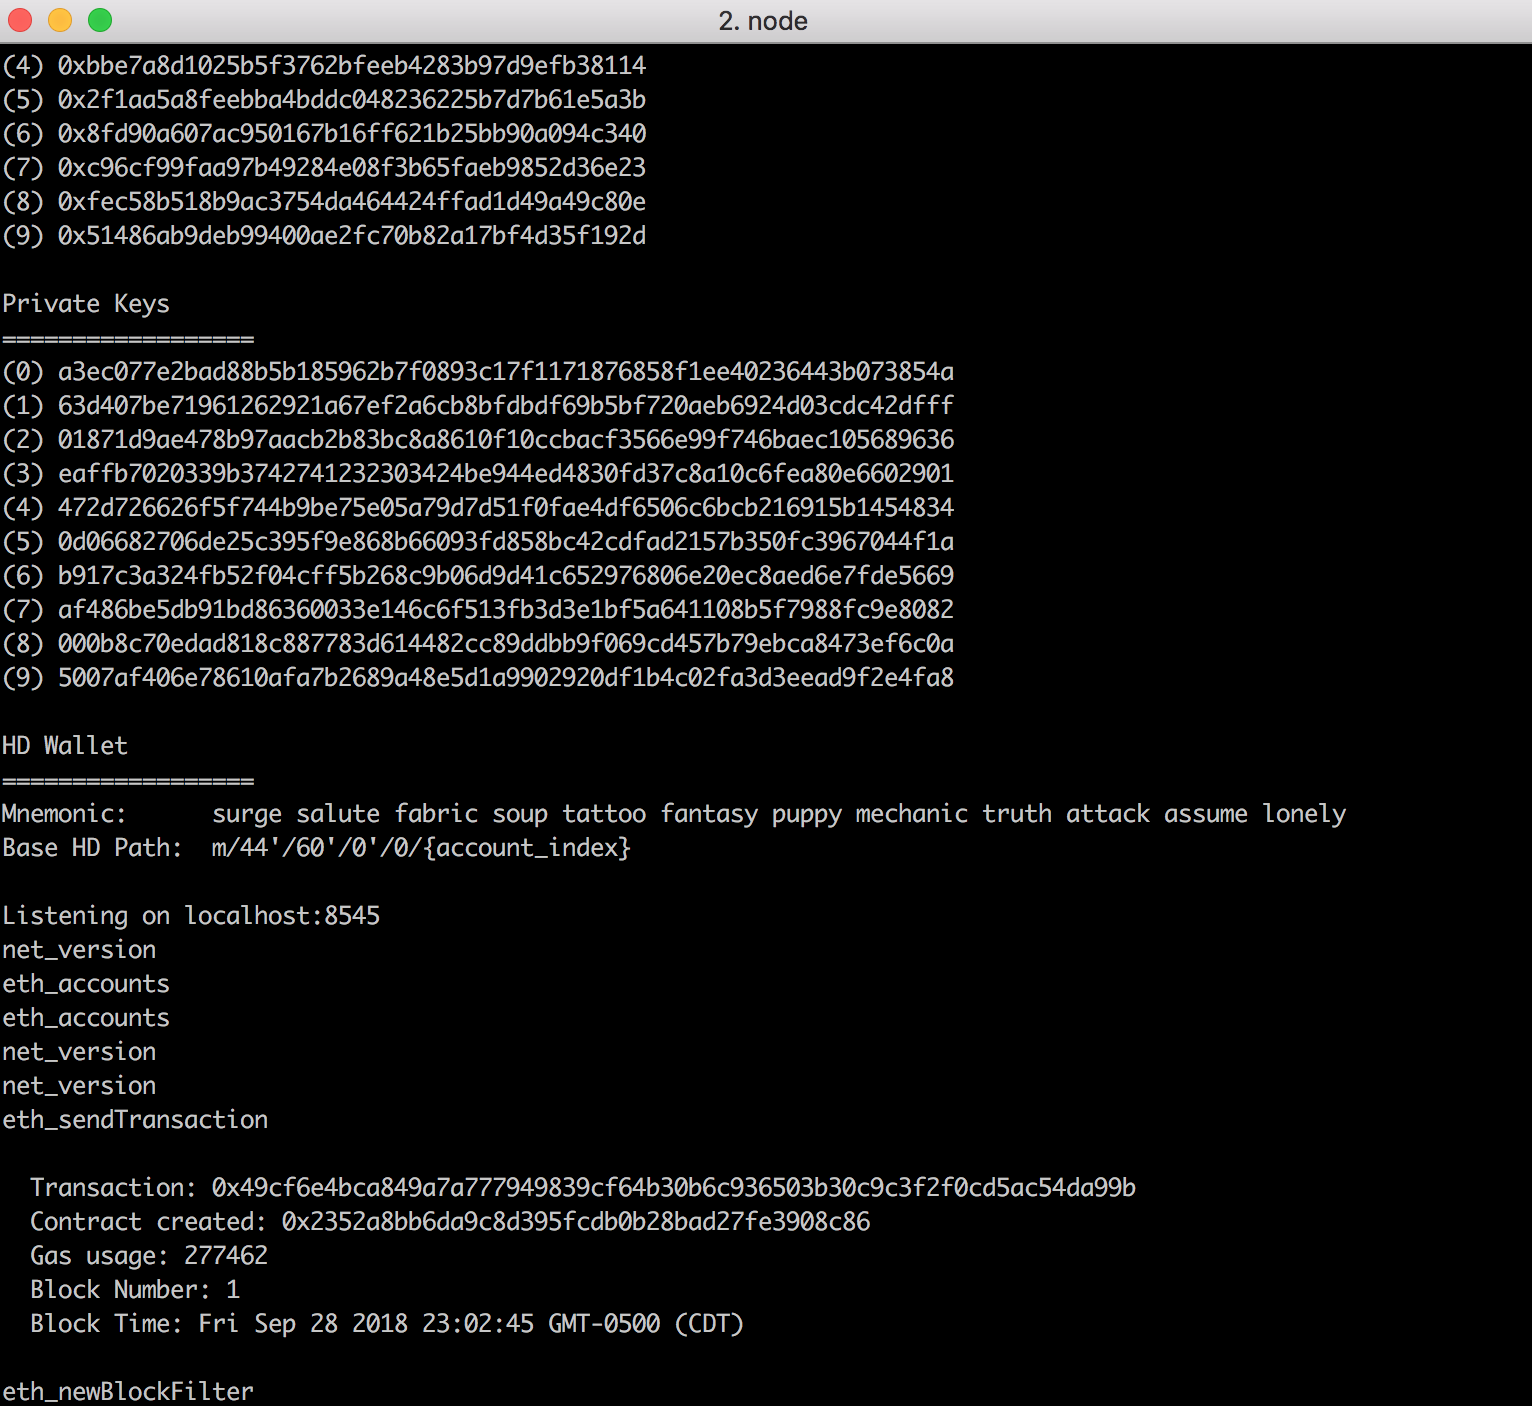 2. node
(4) 0xbbe7a8d1025b5f3762bfeeb4283b97d9efb38114
(5) 0x2f1aa5a8feebba4bddc048236225b7d7b61e5a3b
(6) 0x8fd90a607ac950167b16ff621b25bb90a094c340
(7) 0xc96cf99faa97b49284e08f3b65faeb9852d36e23
(8) 0xfec58b518b9ac3754da464424ffad1d49a49c80e
(9) 0x51486ab9deb99400ae2fc70b82a17bf4d35f192d
Private Keys
==================
(0) a3ec077e2bad88b5b185962b7f0893c17f1171876858f1ee40236443b073854a
(1) 63d407be71961262921a67ef2a6cb8bfdbdf69b5bf720aeb6924d03cdc42dfff
(2) 01871d9ae478b97aacb2b83bc8a8610f10ccbacf3566e99f746baec105689636
(3) eaffb7020339b3742741232303424be944ed4830fd37c8a10c6fea80e6602901
(4) 472d726626f5f744b9be75e05a79d7d51f0fae4df6506c6bcb216915b1454834
(5) 0d06682706de25c395f9e868b66093fd858bc42cdfad2157b350fc3967044f1a
(6) b917c3a324fb52f04cff5b268c9b06d9d41c652976806e20ec8aed6e7fde5669
(7) af486be5db91bd86360033e146c6f513fb3d3e1bf5a641108b5f7988fc9e8082
(8) 000b8c70edad818c887783d614482cc89ddbb9f069cd457b79ebca8473ef6c0a
(9) 5007af406e78610afa7b2689a48e5d1a9902920df1b4c02fa3d3eead9f2e4fa8
HD Wallet
==================
Mnemonic:      surge salute fabric soup tattoo fantasy puppy mechanic truth attack assume lonely
Base HD Path:  m/44'/60'/0'/0/{account_index}
Listening on localhost:8545
net_version
eth_accounts
eth_accounts
net_version
net_version
eth_sendTransaction
Transaction: 0x49cf6e4bca849a7a777949839cf64b30b6c936503b30c9c3f2f0cd5ac54da99b
Contract created: 0x2352a8bb6da9c8d395fcdb0b28bad27fe3908c86
Gas usage: 277462
Block Number: 1
Block Time: Fri Sep 28 2018 23:02:45 GMT-0500 (CDT)
eth_newBlockFilter